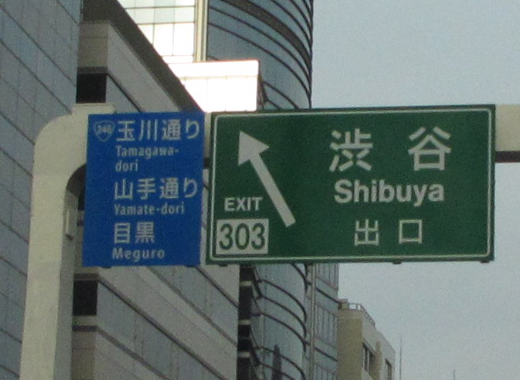 246 玉川通り
Tamagawa-
dori
山手通り
Yamate-dori
目黒
Meguro
渋谷
Shibuya
出口
EXIT
303